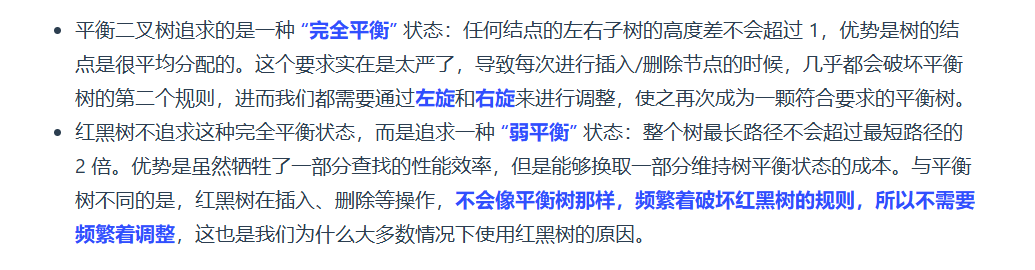 • 平衡二叉树追求的是一种 “完全平衡” 状态：任何结点的左右子树的高度差不会超过 1，优势是树的结
点是很平均分配的。这个要求实在是太严了，导致每次进行插入/删除节点的时候，几乎都会破坏平衡
树的第二个规则，进而我们都需要通过左旋和右旋来进行调整，使之再次成为一颗符合要求的平衡树。
• 红黑树不追求这种完全平衡状态，而是追求一种 “弱平衡” 状态：整个树最长路径不会超过最短路径的
2 倍。优势是虽然牺牲了一部分查找的性能效率，但是能够换取一部分维持树平衡状态的成本。与平衡
树不同的是，红黑树在插入、删除等操作，不会像平衡树那样，频繁着破坏红黑树的规则，所以不需要
频繁着调整，这也是我们为什么大多数情况下使用红黑树的原因。